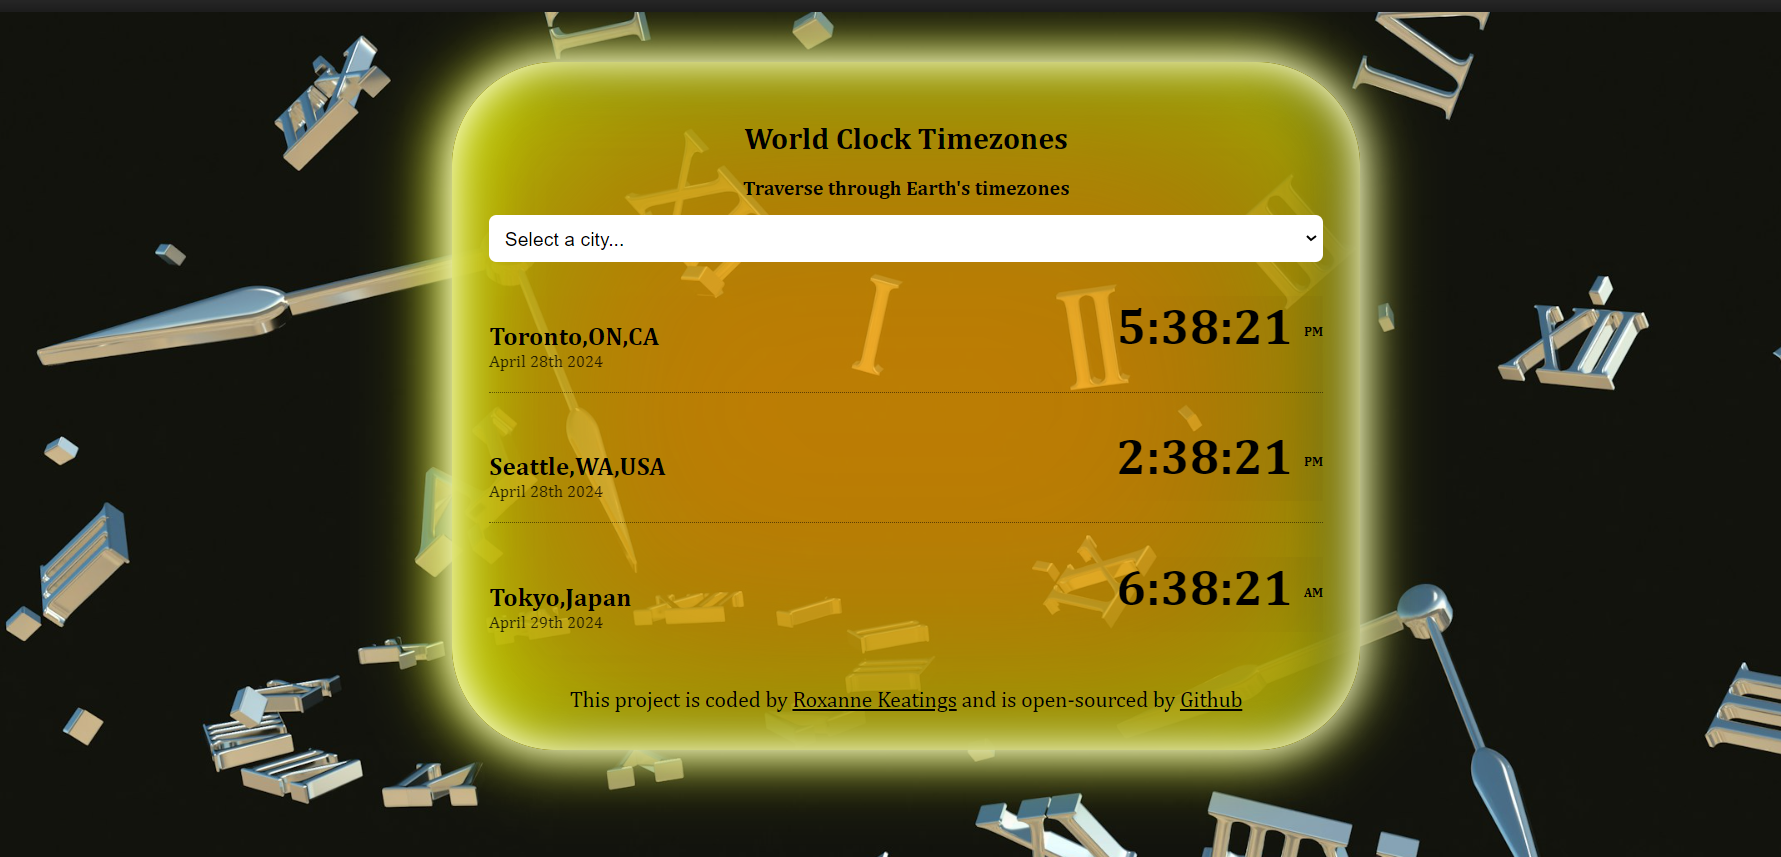 World Clock Timezones
Traverse through Earth's timezones
Select a city...
Toronto,ON,CA
5:38:21 PM
April 28th 2024
Seattle,WA,USA
2:38:21 PM
April 28th 2024
Tokyo,Japan
6:38:21 AM
April 29th 2024
This project is coded by Roxanne Keatings and is open-sourced by Github
I
II
XII